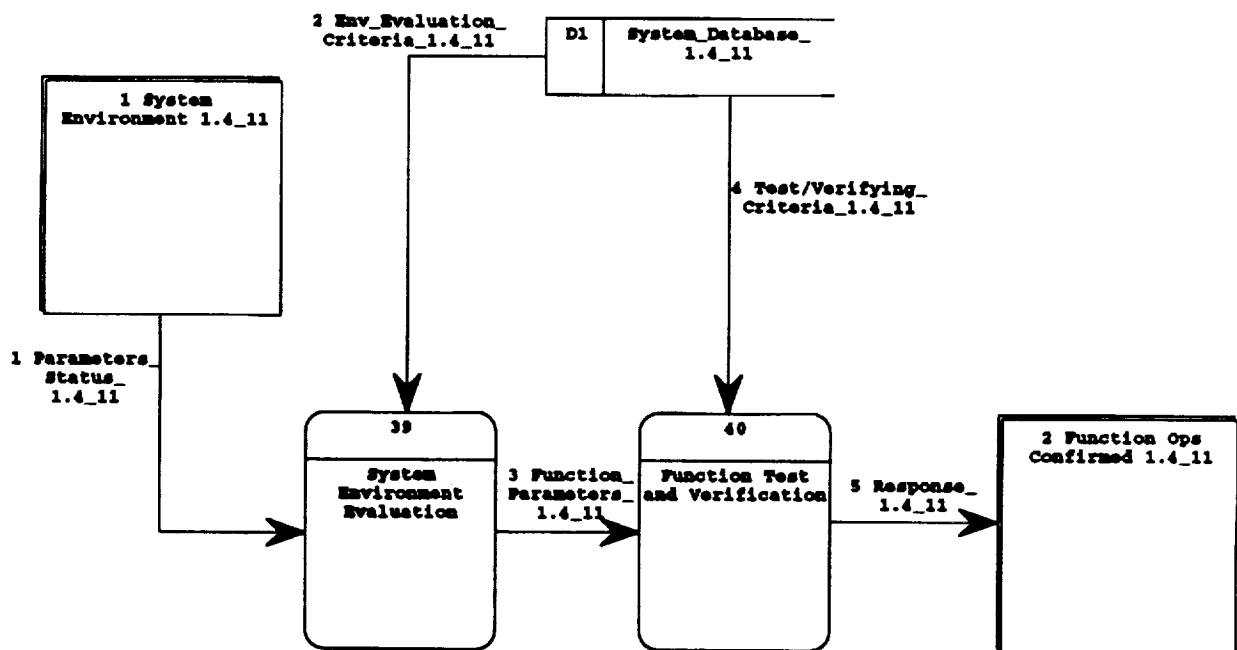 2 Env_Evaluation_
Criteria_1.4_11
D1
System_Database_
1.4_11
1 System
Environment 1.4_11
4 Test/Verifying_
Criteria_1.4_11
1 Parameters_
Status_
1.4_11
39
System
Environment
Evaluation
3 Function_
Parameters_
1.4_11
40
Function Test
and Verification
5 Response_
1.4_11
2 Function Ops
Confirmed 1.4_11